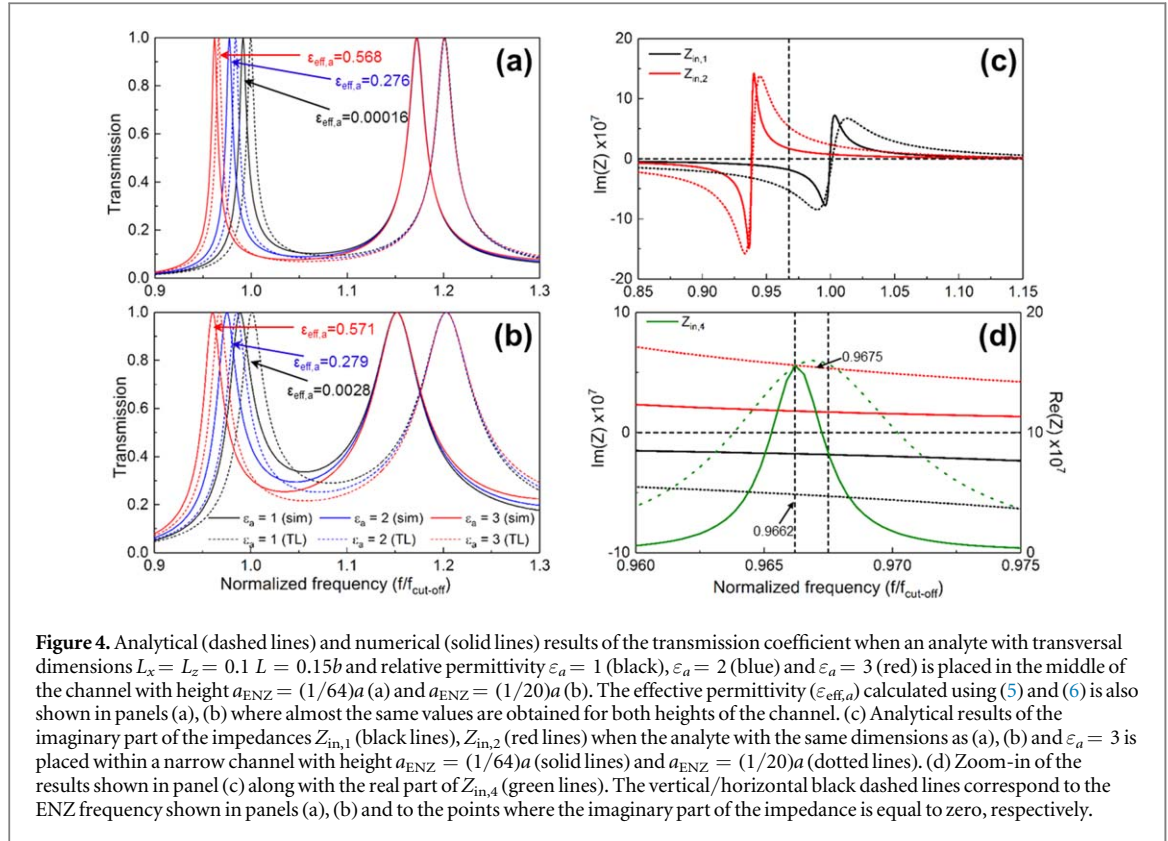 1.0
0.8
0.6
0.4
0.2
0.0
Transmission
(a)
ε_eff,a=0.568
ε_eff,a=0.276
ε_eff,a=0.00016
0.9 1.0 1.1 1.2 1.3
20
10
0
-10
-20
Im(Z) x10⁷
Z_in,1
Z_in,2
(c)
0.85 0.90 0.95 1.00 1.05 1.10 1.15
1.0
0.8
0.6
0.4
0.2
0.0
Transmission
(b)
ε_eff,a=0.571
ε_eff,a=0.279
ε_eff,a=0.0028
ε_a = 1 (sim) ε_a = 2 (sim) ε_a = 3 (sim)
ε_a = 1 (TL) ε_a = 2 (TL) ε_a = 3 (TL)
0.9 1.0 1.1 1.2 1.3
Normalized frequency (f/f_cut-off)
10
0
-10
Im(Z) x10⁷
Z_in,4
(d)
0.9675
0.9662
20
10
0
Re(Z) x10⁷
0.960 0.965 0.970 0.975
Normalized frequency (f/f_cut-off)
Figure 4. Analytical (dashed lines) and numerical (solid lines) results of the transmission coefficient when an analyte with transversal
dimensions L_x = L_z = 0.1 L = 0.15b and relative permittivity ε_a = 1 (black), ε_a = 2 (blue) and ε_a = 3 (red) is placed in the middle of
the channel with height a_ENZ = (1/64)a (a) and a_ENZ = (1/20)a (b). The effective permittivity (ε_eff,a) calculated using (5) and (6) is also
shown in panels (a), (b) where almost the same values are obtained for both heights of the channel. (c) Analytical results of the
imaginary part of the impedances Z_in,1 (black lines), Z_in,2 (red lines) when the analyte with the same dimensions as (a), (b) and ε_a = 3 is
placed within a narrow channel with height a_ENZ = (1/64)a (solid lines) and a_ENZ = (1/20)a (dotted lines). (d) Zoom-in of the
results shown in panel (c) along with the real part of Z_in,4 (green lines). The vertical/horizontal black dashed lines correspond to the
ENZ frequency shown in panels (a), (b) and to the points where the imaginary part of the impedance is equal to zero, respectively.